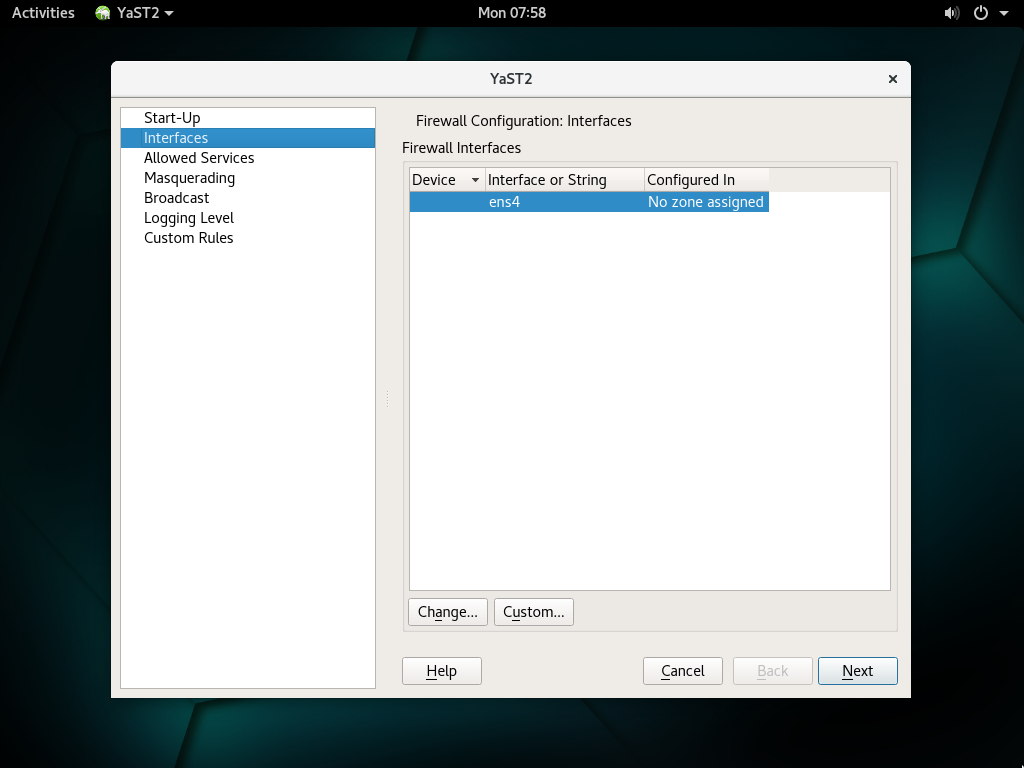 Activities YaST2 Mon 07:58
YaST2
Start-Up
Interfaces
Allowed Services
Masquerading
Broadcast
Logging Level
Custom Rules
Firewall Configuration: Interfaces
Firewall Interfaces
Device Interface or String Configured In
ens4 No zone assigned
Change... Custom...
Help Cancel Back Next